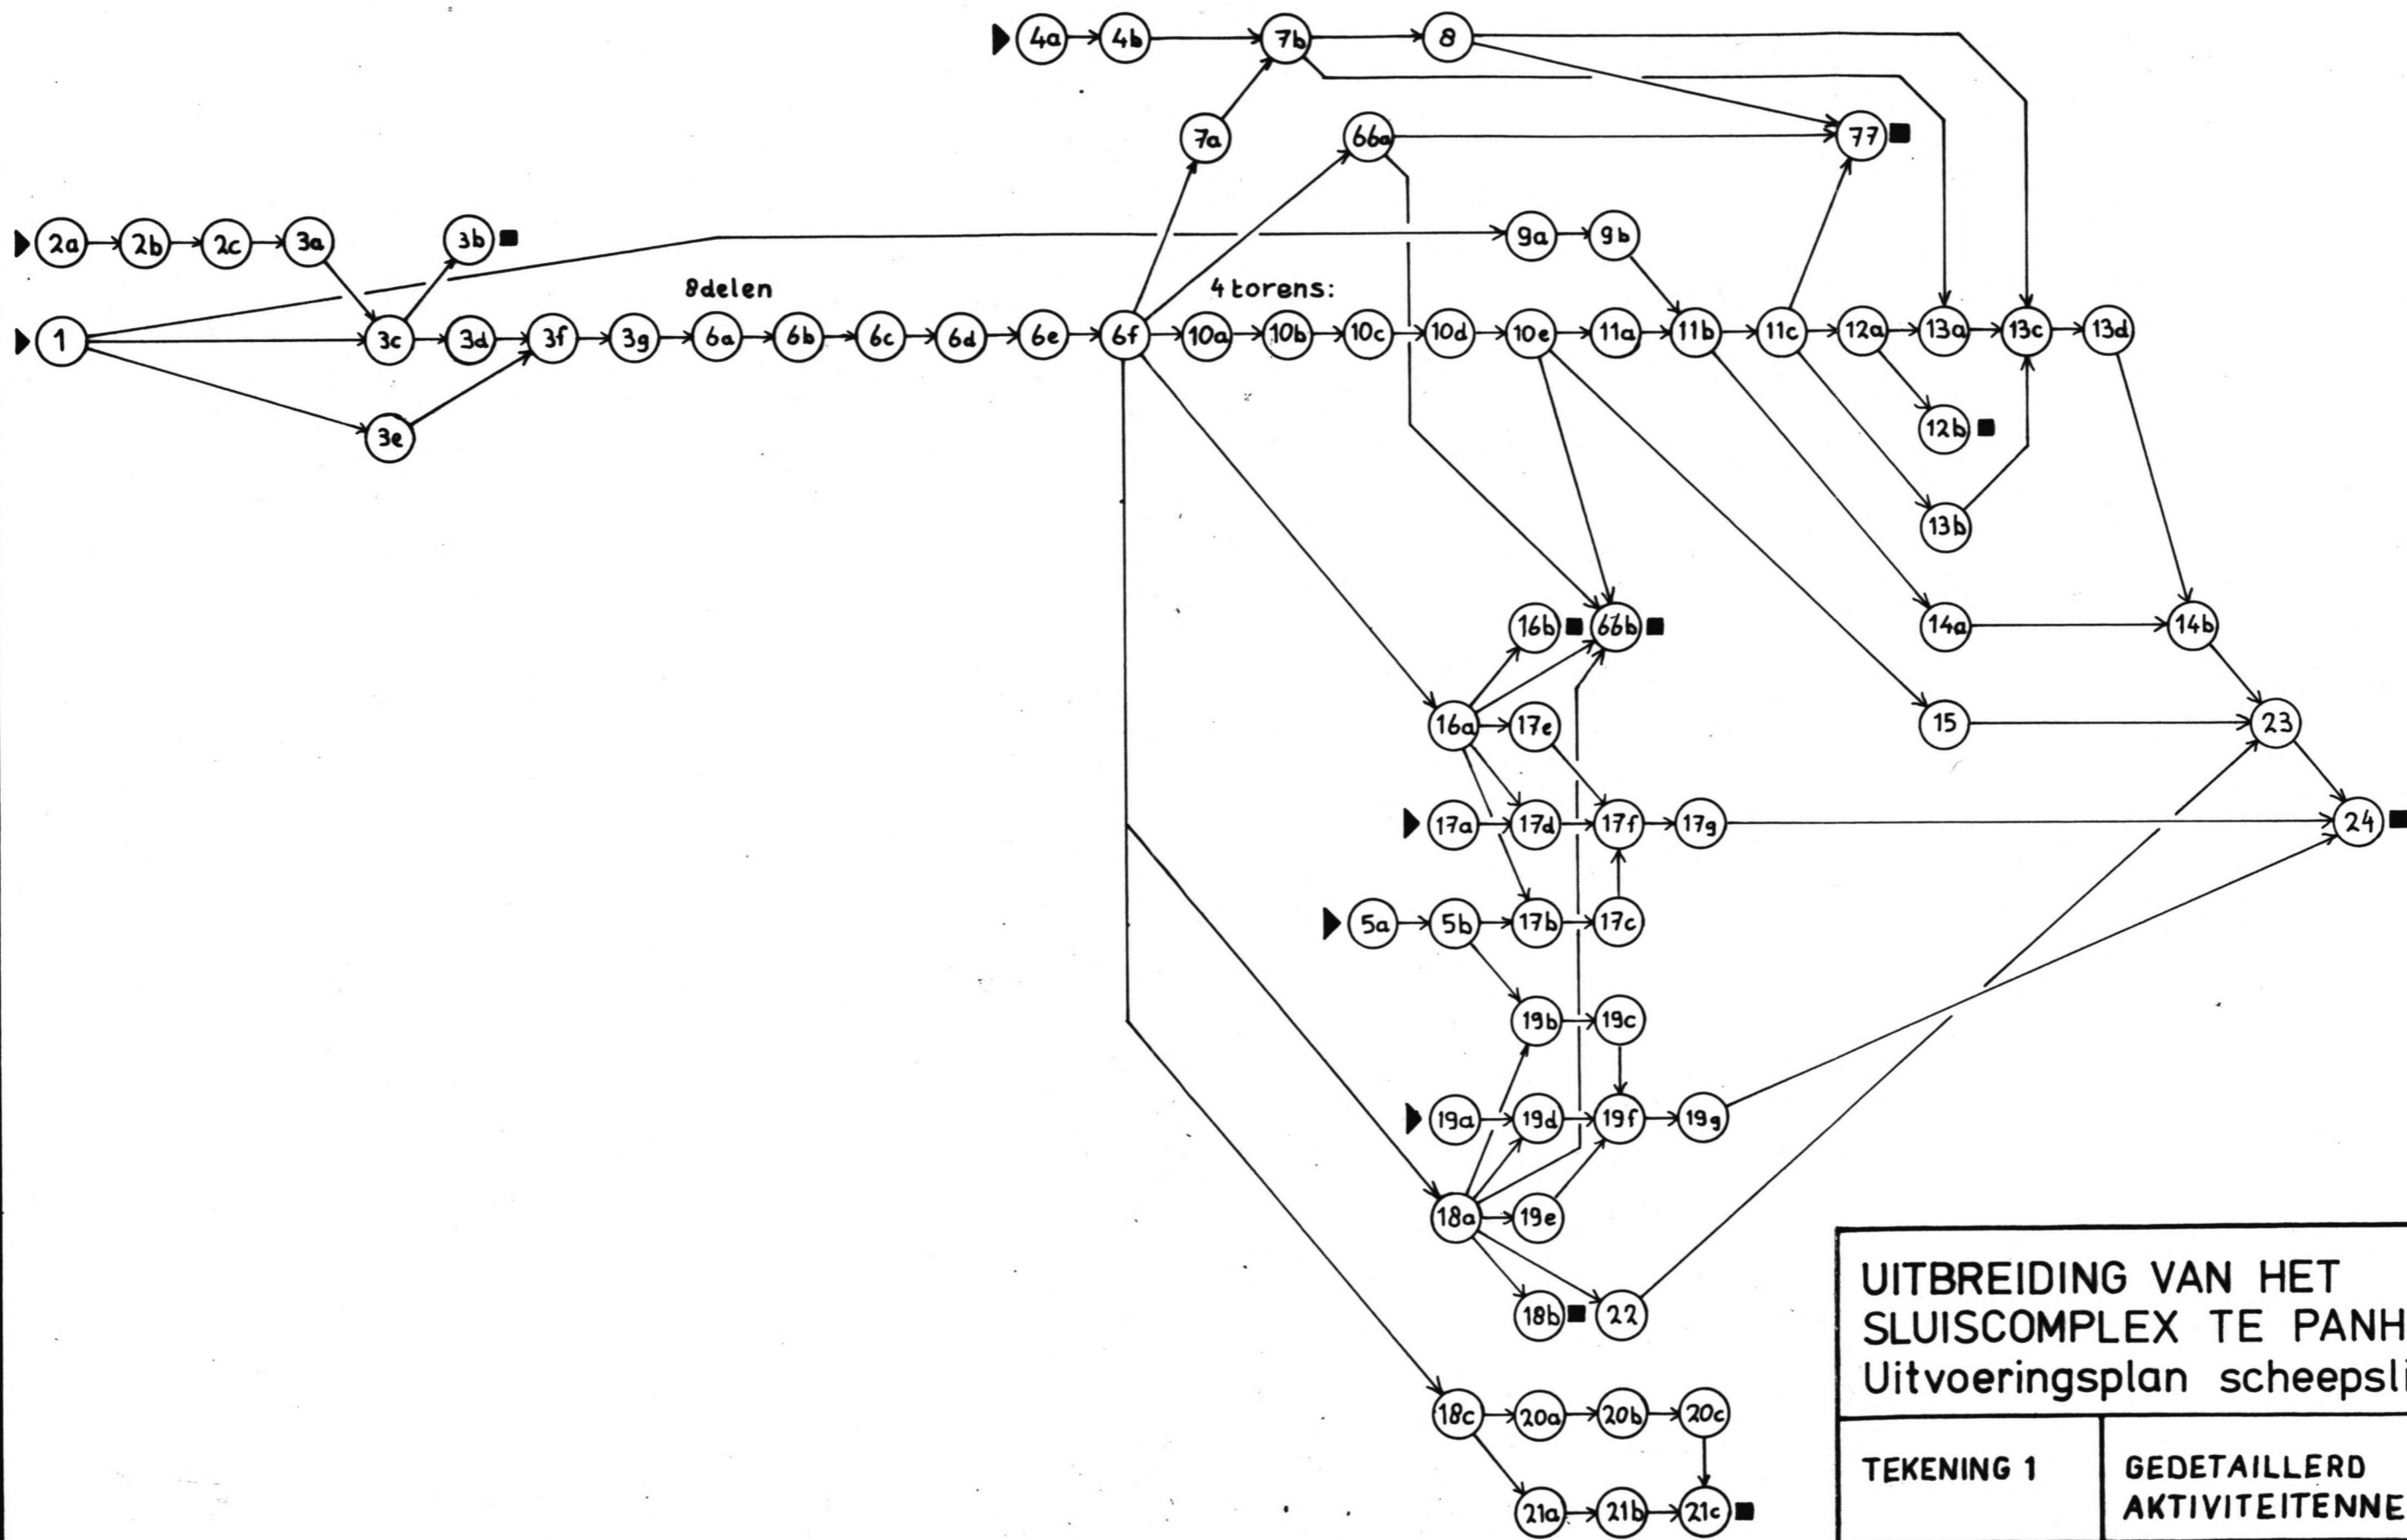 4a 4b 7b 8
7a 66a 77
2a 2b 2c 3a 3b 9a 9b
8delen 4 torens:
1 3c 3d 3f 3g 6a 6b 6c 6d 6e 6f 10a 10b 10c 10d 10e 11a 11b 11c 12a 13a 13c 13d
3e 12b
13b
16b 66b 14a 14b
16a 17e 15 23
17a 17d 17f 17g 24
5a 5b 17b 17c
19b 19c
19a 19d 19f 19g
18a 19e
18b 22
18c 20a 20b 20c
21a 21b 21c
UITBREIDING VAN HET
SLUISCOMPLEX TE PANH
Uitvoeringsplan scheepsli
TEKENING 1
GEDETAILLERD
AKTIVITEITENNE